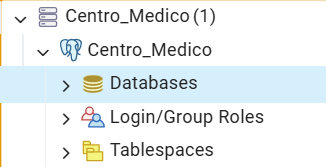 Centro_Medico (1)
Centro_Medico
Databases
Login/Group Roles
Tablespaces